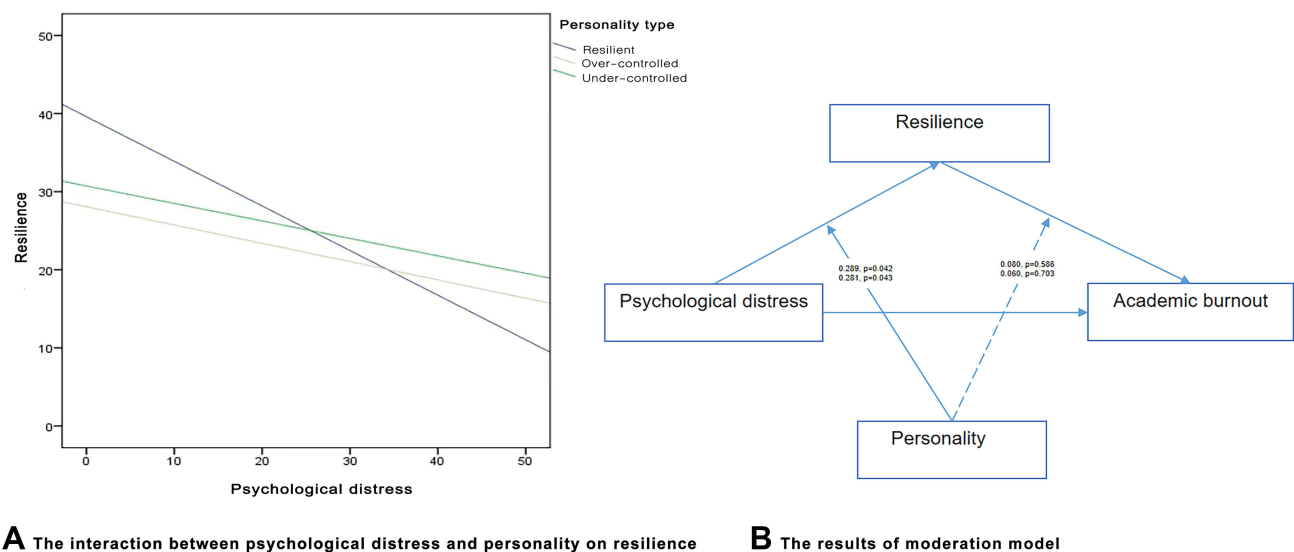 Personality type
Resilient
Over-controlled
Under-controlled
50
40
30
20
10
0
Resilience
0 10 20 30 40 50
Psychological distress
A The interaction between psychological distress and personality on resilience
Resilience
0.289, p=0.042
0.281, p=0.043
0.080, p=0.586
0.060, p=0.703
Psychological distress
Academic burnout
Personality
B The results of moderation model